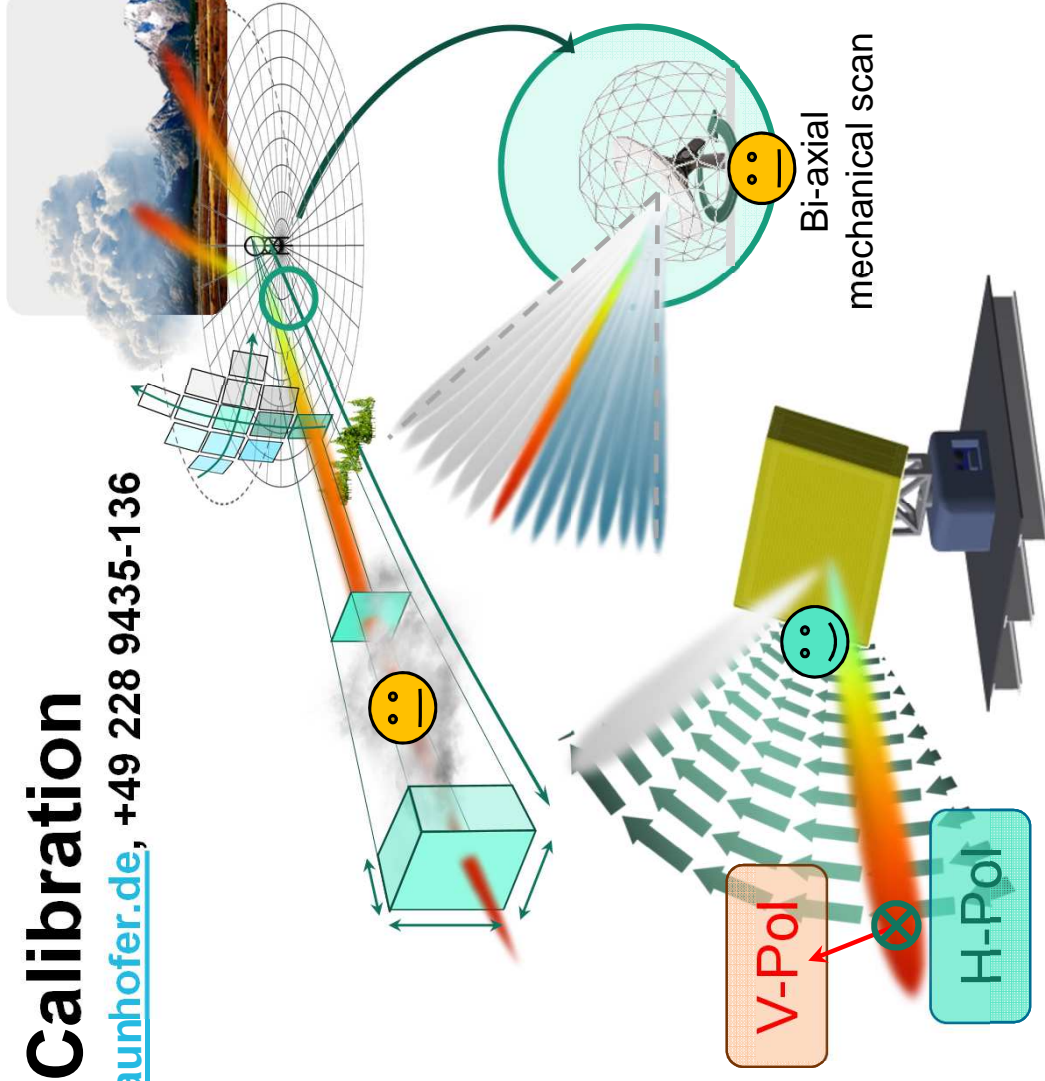 Calibration
aunhofer.de, +49 228 9435-136
Bi-axial
mechanical scan
V-Pol
H-Pol